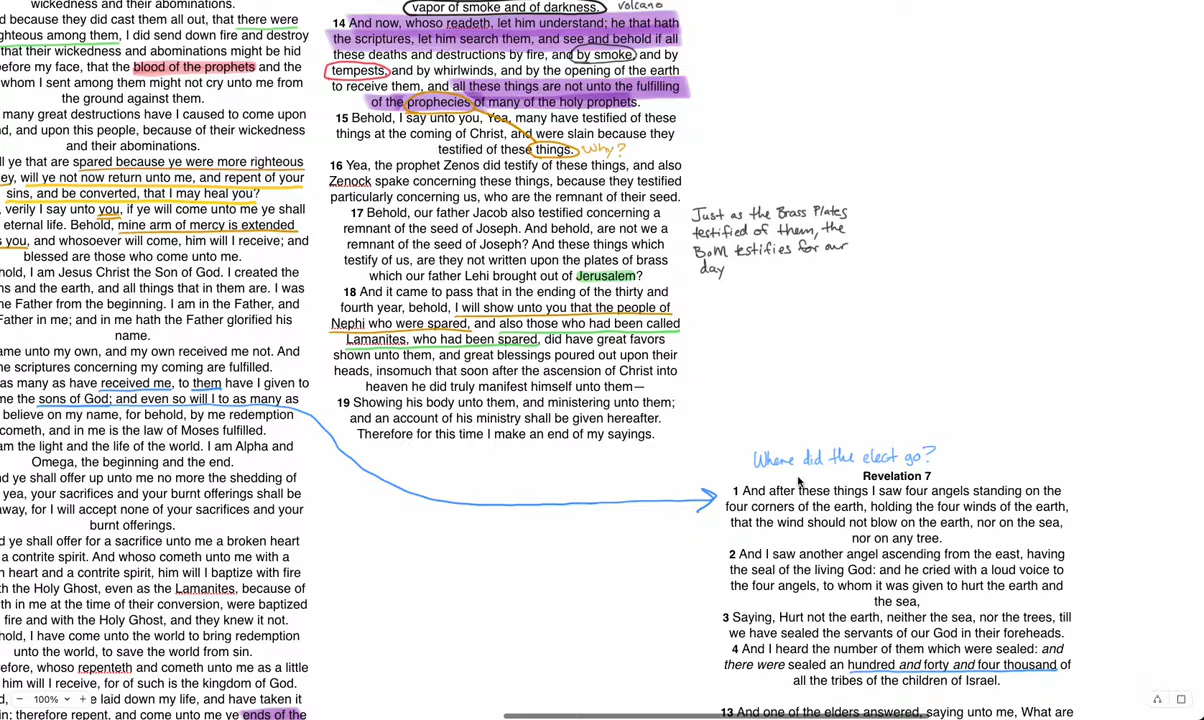 wickedness and their abominations.
d because they did cast them all out, that there were
ghteous among them, I did send down fire and destroy
that their wickedness and abominations might be hid
before my face, that the blood of the prophets and the
whom I sent among them might not cry unto me from
the ground against them.
many great destructions have I caused to come upon
nd, and upon this people, because of their wickedness
and their abominations.
ll ye that are spared because ye were more righteous
ey, will ye not now return unto me, and repent of your
sins, and be converted, that I may heal you?
, verily I say unto you, if ye will come unto me ye shall
eternal life. Behold, mine arm of mercy is extended
s you, and whosoever will come, him will I receive; and
blessed are those who come unto me.
hold, I am Jesus Christ the Son of God. I created the
ns and the earth, and all things that in them are. I was
he Father from the beginning. I am in the Father, and
Father in me; and in me hath the Father glorified his
name.
ame unto my own, and my own received me not. And
he scriptures concerning my coming are fulfilled.
as many as have received me, to them have I given to
me the sons of God; and even so will I to as many as
believe on my name, for behold, by me redemption
cometh, and in me is the law of Moses fulfilled.
am the light and the life of the world. I am Alpha and
Omega, the beginning and the end.
nd ye shall offer up unto me no more the shedding of
yea, your sacrifices and your burnt offerings shall be
away, for I will accept none of your sacrifices and your
burnt offerings.
d ye shall offer for a sacrifice unto me a broken heart
a contrite spirit. And whoso cometh unto me with a
n heart and a contrite spirit, him will I baptize with fire
th the Holy Ghost, even as the Lamanites, because of
th in me at the time of their conversion, were baptized
fire and with the Holy Ghost, and they knew it not.
hold, I have come unto the world to bring redemption
unto the world, to save the world from sin.
efore, whoso repenteth and cometh unto me as a little
him will I receive, for of such is the kingdom of God.
d, − 100% + e laid down my life, and have taken it
in; therefore repent, and come unto me ye ends of the
vapor of smoke and of darkness. volcano
14 And now, whoso readeth, let him understand; he that hath
the scriptures, let him search them, and see and behold if all
these deaths and destructions by fire, and by smoke, and by
tempests, and by whirlwinds, and by the opening of the earth
to receive them, and all these things are not unto the fulfilling
of the prophecies of many of the holy prophets.
15 Behold, I say unto you, Yea, many have testified of these
things at the coming of Christ, and were slain because they
testified of these things. Why?
16 Yea, the prophet Zenos did testify of these things, and also
Zenock spake concerning these things, because they testified
particularly concerning us, who are the remnant of their seed.
17 Behold, our father Jacob also testified concerning a
remnant of the seed of Joseph. And behold, are not we a
remnant of the seed of Joseph? And these things which
testify of us, are they not written upon the plates of brass
which our father Lehi brought out of Jerusalem?
18 And it came to pass that in the ending of the thirty and
fourth year, behold, I will show unto you that the people of
Nephi who were spared, and also those who had been called
Lamanites, who had been spared, did have great favors
shown unto them, and great blessings poured out upon their
heads, insomuch that soon after the ascension of Christ into
heaven he did truly manifest himself unto them—
19 Showing his body unto them, and ministering unto them;
and an account of his ministry shall be given hereafter.
Therefore for this time I make an end of my sayings.
Just as the Brass Plates
testified of them, the
BoM testifies for our
day
Where did the elect go?
Revelation 7
1 And after these things I saw four angels standing on the
four corners of the earth, holding the four winds of the earth,
that the wind should not blow on the earth, nor on the sea,
nor on any tree.
2 And I saw another angel ascending from the east, having
the seal of the living God: and he cried with a loud voice to
the four angels, to whom it was given to hurt the earth and
the sea,
3 Saying, Hurt not the earth, neither the sea, nor the trees, till
we have sealed the servants of our God in their foreheads.
4 And I heard the number of them which were sealed: and
there were sealed an hundred and forty and four thousand of
all the tribes of the children of Israel.
13 And one of the elders answered, saying unto me, What are